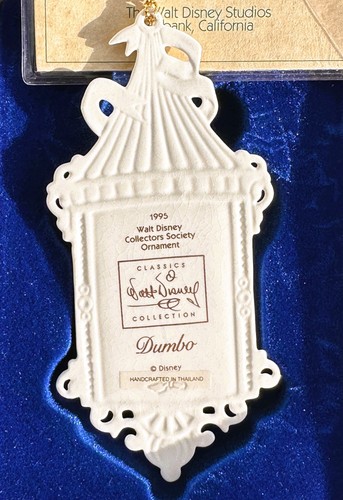 The Walt Disney Studios
bank, California
1995
Walt Disney
Collectors Society
Ornament
CLASSICS
Walt Disney
COLLECTION
Dumbo
© Disney
HANDCRAFTED IN THAILAND